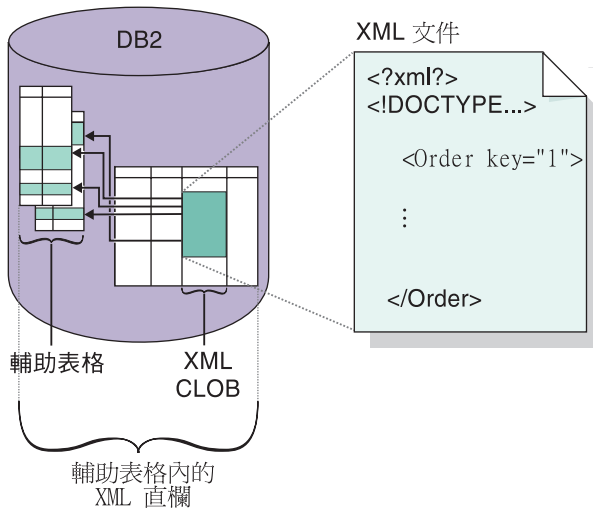 DB2
XML 文件
<?xml?>
<!DOCTYPE...>
<Order key="1">
⋮
</Order>
輔助表格
XML
CLOB
輔助表格內的
XML 直欄